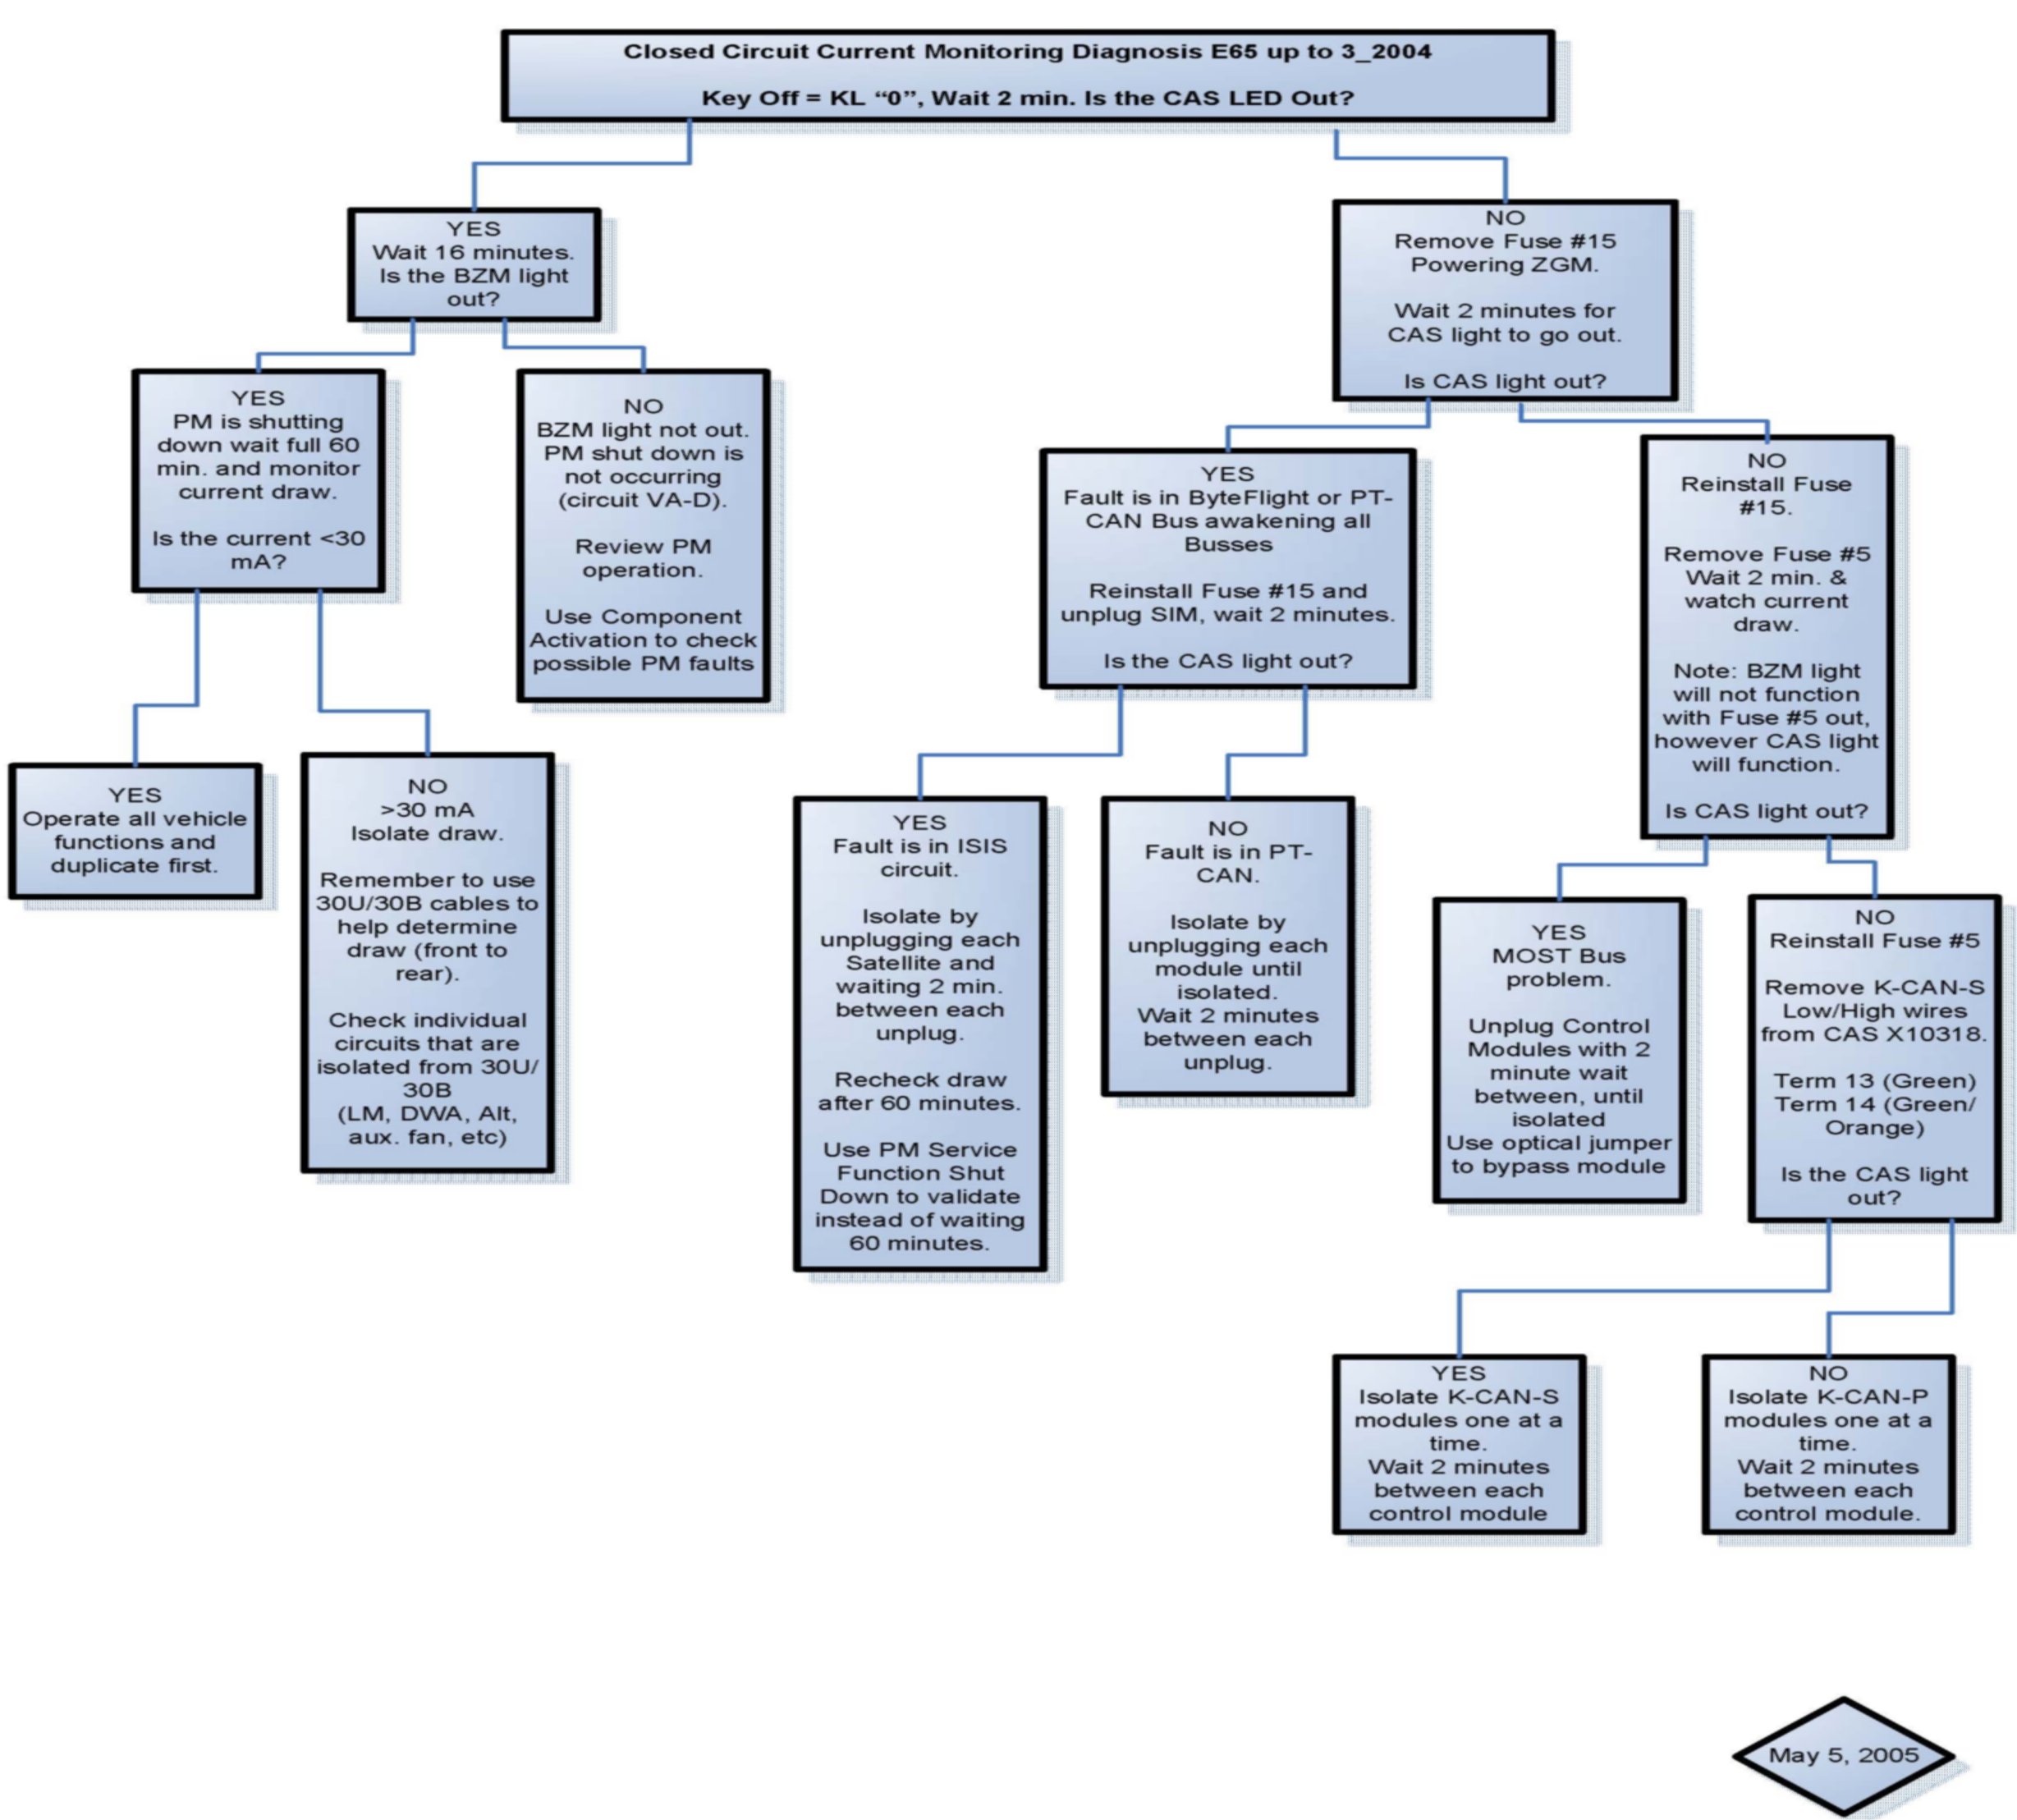 Closed Circuit Current Monitoring Diagnosis E65 up to 3_2004
Key Off = KL “0”, Wait 2 min. Is the CAS LED Out?
YES
Wait 16 minutes.
Is the BZM light
out?
NO
Remove Fuse #15
Powering ZGM.
Wait 2 minutes for
CAS light to go out.
Is CAS light out?
YES
PM is shutting
down wait full 60
min. and monitor
current draw.
Is the current <30
mA?
NO
BZM light not out.
PM shut down is
not occurring
(circuit VA-D).
Review PM
operation.
Use Component
Activation to check
possible PM faults
YES
Fault is in ByteFlight or PT-
CAN Bus awakening all
Busses
Reinstall Fuse #15 and
unplug SIM, wait 2 minutes.
Is the CAS light out?
NO
Reinstall Fuse
#15.
Remove Fuse #5
Wait 2 min. &
watch current
draw.
Note: BZM light
will not function
with Fuse #5 out,
however CAS light
will function.
Is CAS light out?
YES
Operate all vehicle
functions and
duplicate first.
NO
>30 mA
Isolate draw.
Remember to use
30U/30B cables to
help determine
draw (front to
rear).
Check individual
circuits that are
isolated from 30U/
30B
(LM, DWA, Alt,
aux. fan, etc)
YES
Fault is in ISIS
circuit.
Isolate by
unplugging each
Satellite and
waiting 2 min.
between each
unplug.
Recheck draw
after 60 minutes.
Use PM Service
Function Shut
Down to validate
instead of waiting
60 minutes.
NO
Fault is in PT-
CAN.
Isolate by
unplugging each
module until
isolated.
Wait 2 minutes
between each
unplug.
YES
MOST Bus
problem.
Unplug Control
Modules with 2
minute wait
between, until
isolated
Use optical jumper
to bypass module
NO
Reinstall Fuse #5
Remove K-CAN-S
Low/High wires
from CAS X10318.
Term 13 (Green)
Term 14 (Green/
Orange)
Is the CAS light
out?
YES
Isolate K-CAN-S
modules one at a
time.
Wait 2 minutes
between each
control module
NO
Isolate K-CAN-P
modules one at a
time.
Wait 2 minutes
between each
control module.
May 5, 2005